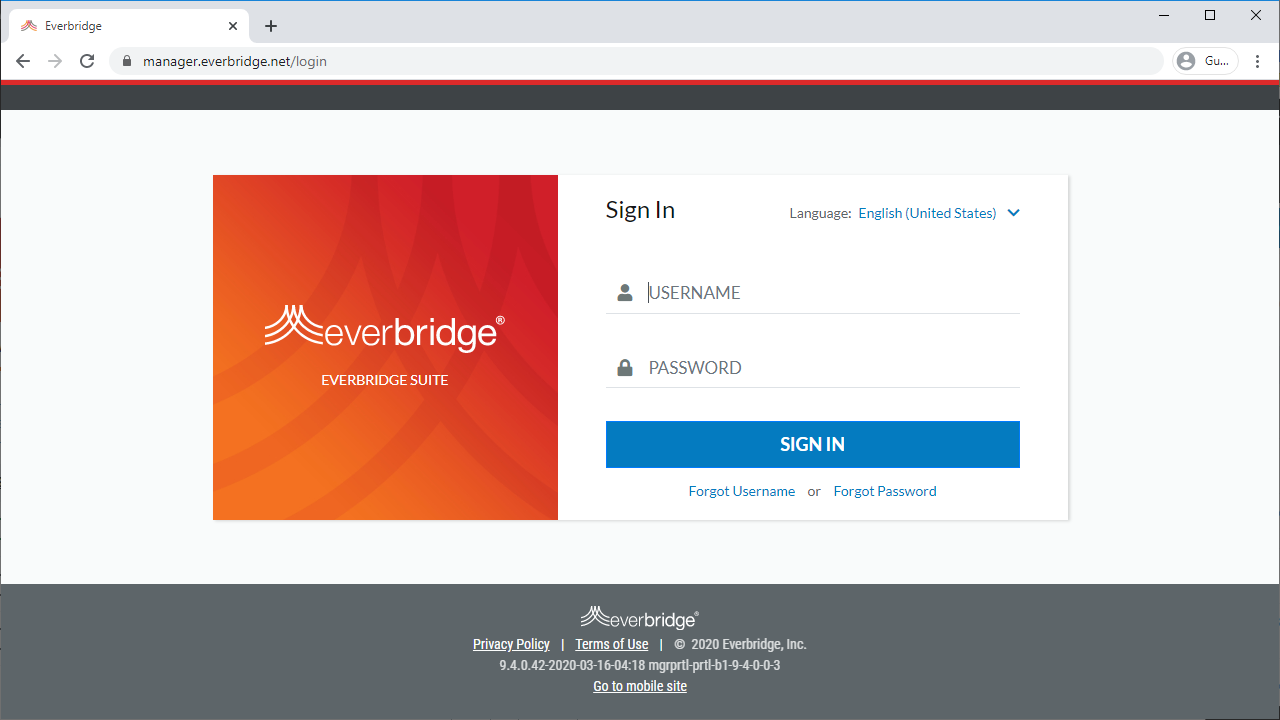 Everbridge
manager.everbridge.net/login
Gu...
Sign In
Language: English (United States)
USERNAME
everbridge®
PASSWORD
EVERBRIDGE SUITE
SIGN IN
Forgot Username or Forgot Password
everbridge®
Privacy Policy | Terms of Use | © 2020 Everbridge, Inc.
9.4.0.42-2020-03-16-04:18 mgrprtl-prtl-b1-9-4-0-0-3
Go to mobile site